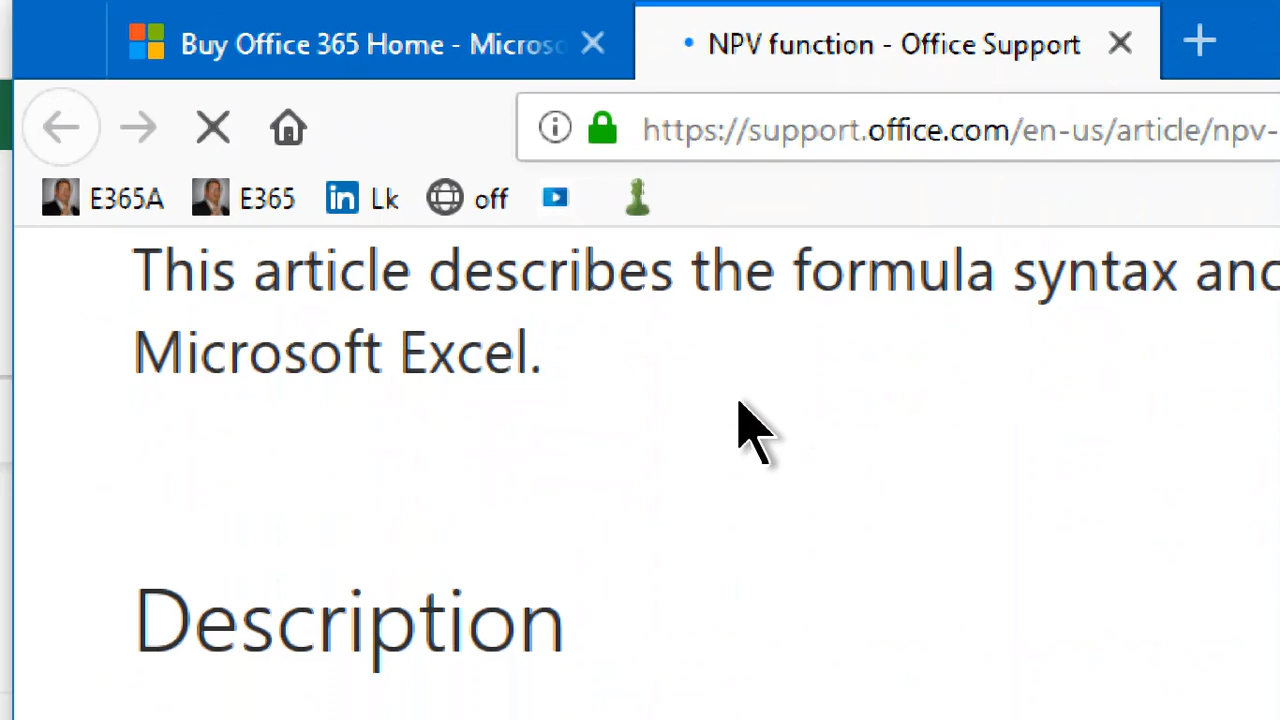 Buy Office 365 Home - Microso
NPV function - Office Support
https://support.office.com/en-us/article/npv-
E365A E365 Lk off
This article describes the formula syntax and
Microsoft Excel.
Description